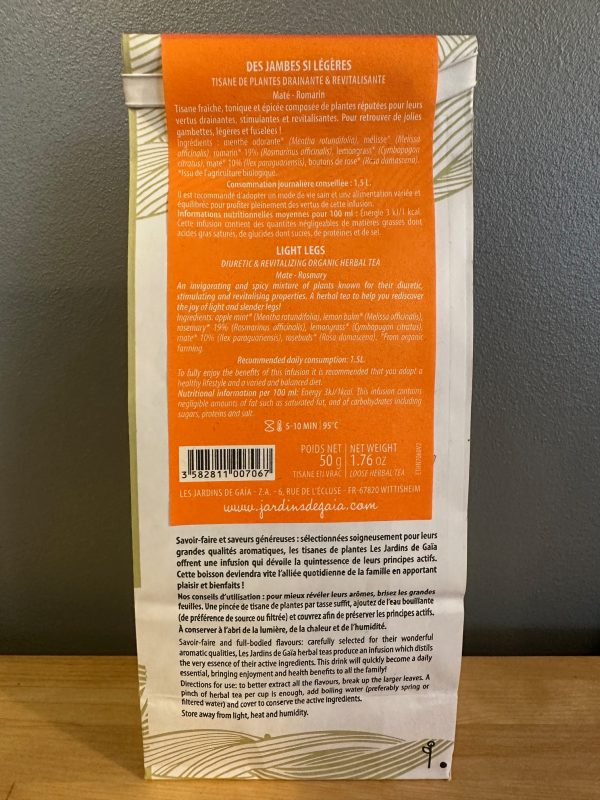 DES JAMBES SI LÉGÈRES
TISANE DE PLANTES DRAINANTE & REVITALISANTE
Maté - Romarin
Tisane fraîche, tonique et épicée composée de plantes réputées pour leurs
vertus drainantes, stimulantes et revitalisantes. Pour retrouver de jolies
gambettes, légères et fuselées !
Ingrédients : menthe odorante* (Mentha rotundifolia), mélisse* (Melissa
officinalis), romarin* 19% (Rosmarinus officinalis), lemongrass* (Cymbopogon
citratus), maté* 10% (Ilex paraguariensis), boutons de rose* (Rosa damascena).
*Issu de l'agriculture biologique.
Consommation journalière conseillée : 1,5 L.
Il est recommandé d'adopter un mode de vie sain et une alimentation variée et
équilibrée pour profiter pleinement des vertus de cette infusion.
Informations nutritionnelles moyennes pour 100 ml : Energie 3 kJ/1 kcal.
Cette infusion contient des quantités négligeables de matières grasses dont
acides gras saturés, de glucides dont sucres, de protéines et de sel.
LIGHT LEGS
DIURETIC & REVITALIZING ORGANIC HERBAL TEA
Mate - Rosmary
An invigorating and spicy mixture of plants known for their diuretic,
stimulating and revitalising properties. A herbal tea to help you rediscover
the joy of light and slender legs!
Ingredients: apple mint* (Mentha rotundifolia), lemon balm* (Melissa officinalis),
rosemary* 19% (Rosmarinus officinalis), lemongrass* (Cymbopogon citratus),
mate* 10% (Ilex paraguariensis), rosebuds* (Rosa damascena). *From organic
farming.
Recommended daily consumption: 1.5L.
To fully enjoy the benefits of this infusion it is recommended that you adopt a
healthy lifestyle and a varied and balanced diet.
Nutritional information per 100 ml: Energy 3kJ/1kcal. This infusion contains
negligible amounts of fat such as saturated fat, and of carbohydrates including
sugars, proteins and salt.
5-10 MIN | 95°C
POIDS NET | NET WEIGHT
50 g | 1.76 oz
TISANE EN VRAC | LOOSE HERBAL TEA
3 582811 007067
LES JARDINS DE GAÏA - Z.A. - 6, RUE DE L'ÉCLUSE - FR-67820 WITTISHEIM
www.jardinsdegaia.com
Savoir-faire et saveurs généreuses : sélectionnées soigneusement pour leurs
grandes qualités aromatiques, les tisanes de plantes Les Jardins de Gaïa
offrent une infusion qui dévoile la quintessence de leurs principes actifs.
Cette boisson deviendra vite l'alliée quotidienne de la famille en apportant
plaisir et bienfaits !
Nos conseils d'utilisation : pour mieux révéler leurs arômes, brisez les grandes
feuilles. Une pincée de tisane de plantes par tasse suffit, ajoutez de l'eau bouillante
(de préférence de source ou filtrée) et couvrez afin de préserver les principes actifs.
À conserver à l'abri de la lumière, de la chaleur et de l'humidité.
Savoir-faire and full-bodied flavours: carefully selected for their wonderful
aromatic qualities, Les Jardins de Gaïa herbal teas produce an infusion which distils
the very essence of their active ingredients. This drink will quickly become a daily
essential, bringing enjoyment and health benefits to all the family!
Directions for use: to better extract all the flavours, break up the larger leaves. A
pinch of herbal tea per cup is enough, add boiling water (preferably spring or
filtered water) and cover to conserve the active ingredients.
Store away from light, heat and humidity.